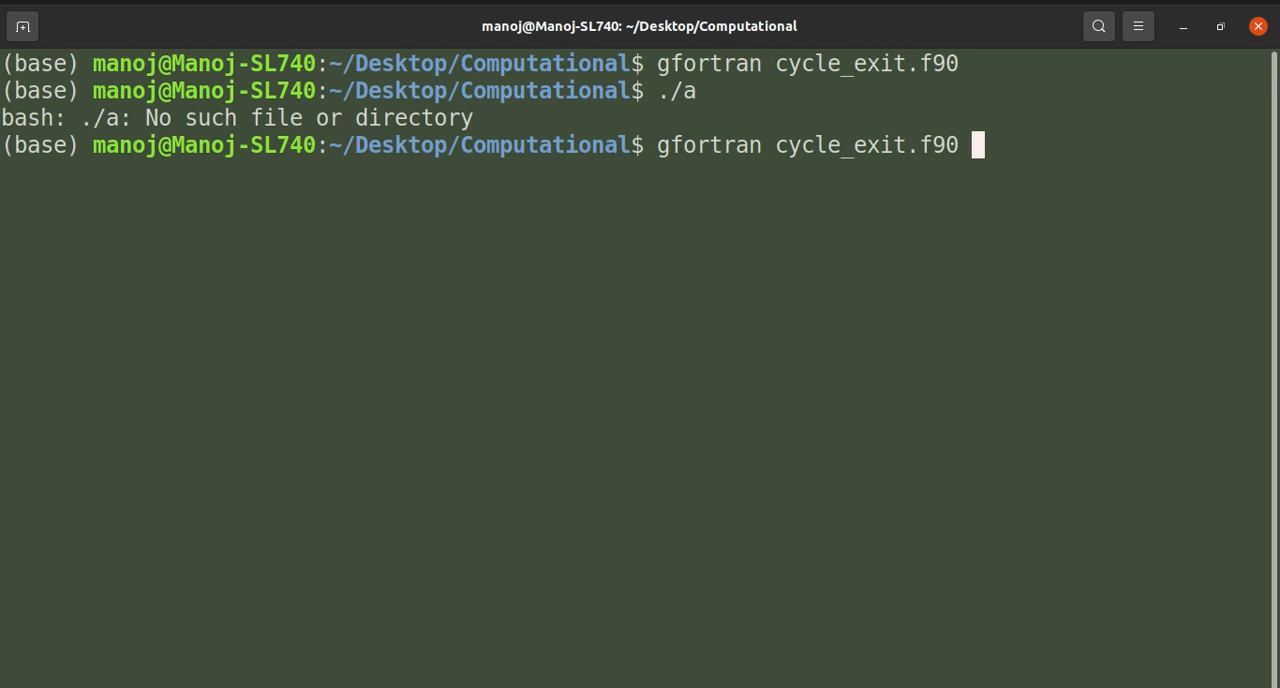 manoj@Manoj-SL740: ~/Desktop/Computational
(base) manoj@Manoj-SL740:~/Desktop/Computational$ gfortran cycle_exit.f90
(base) manoj@Manoj-SL740:~/Desktop/Computational$ ./a
bash: ./a: No such file or directory
(base) manoj@Manoj-SL740:~/Desktop/Computational$ gfortran cycle_exit.f90